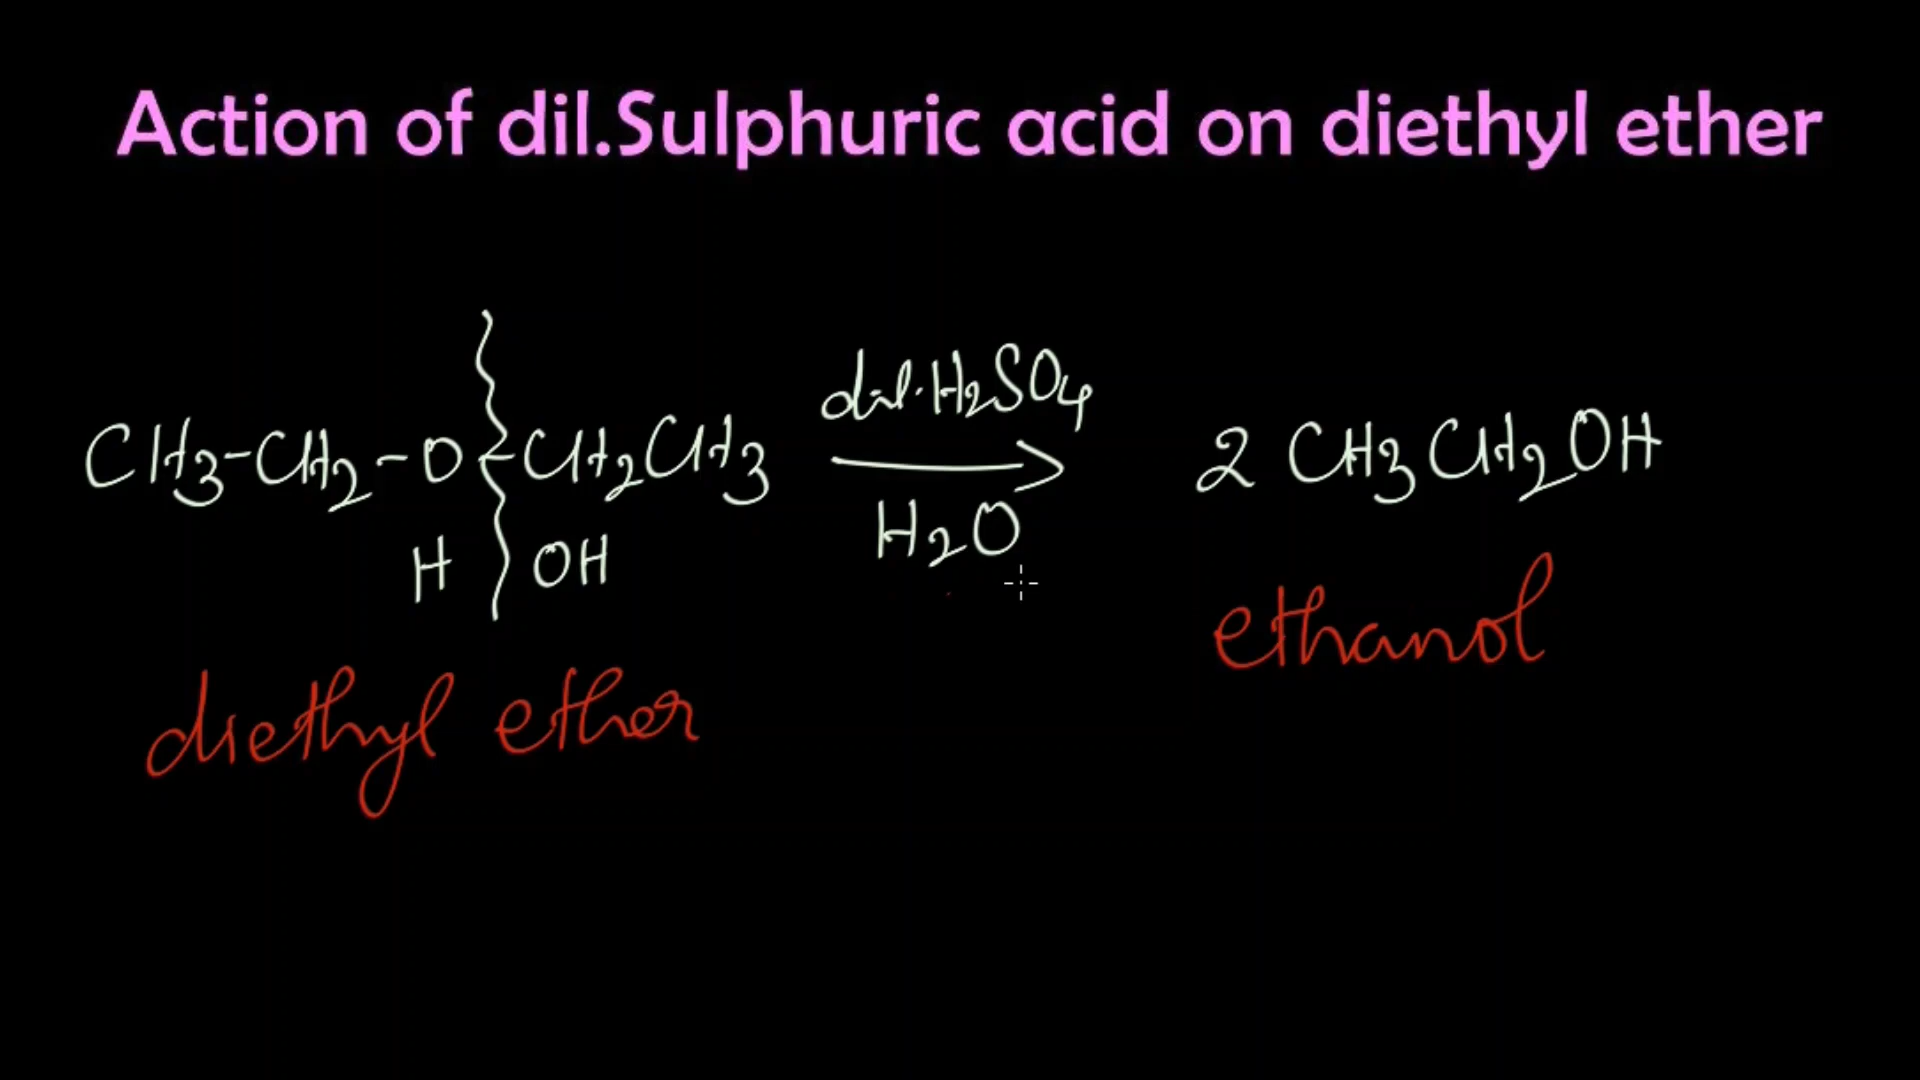 Action of dil.Sulphuric acid on diethyl ether
CH3-CH2-O-CH2CH3 dil.H2SO4 2 CH3CH2OH
H OH H2O
diethyl ether ethanol